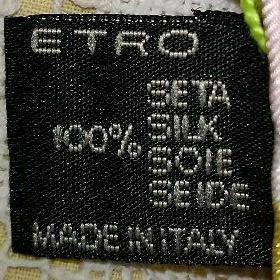 ETRO
100%
SETA
SILK
SOIE
SEIDE
MADE IN ITALY